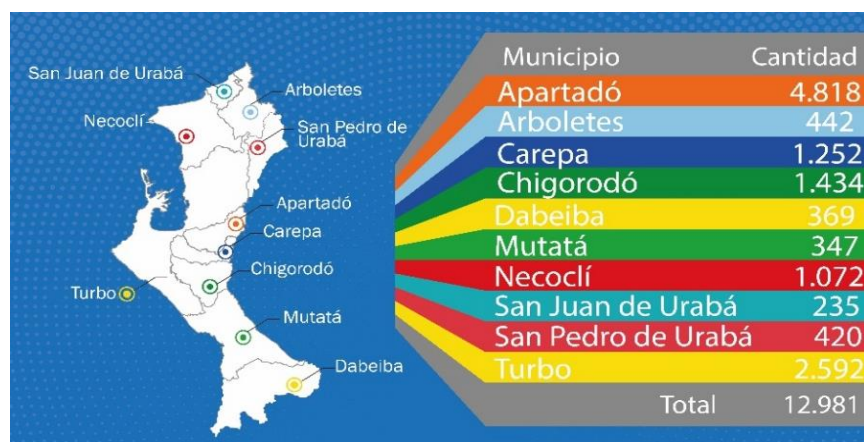 San Juan de Urabá
Arboletes
Necoclí
San Pedro de
Urabá
Apartadó
Carepa
Chigorodó
Turbo
Mutatá
Dabeiba
Municipio Cantidad
Apartadó 4.818
Arboletes 442
Carepa 1.252
Chigorodó 1.434
Dabeiba 369
Mutatá 347
Necoclí 1.072
San Juan de Urabá 235
San Pedro de Urabá 420
Turbo 2.592
Total 12.981